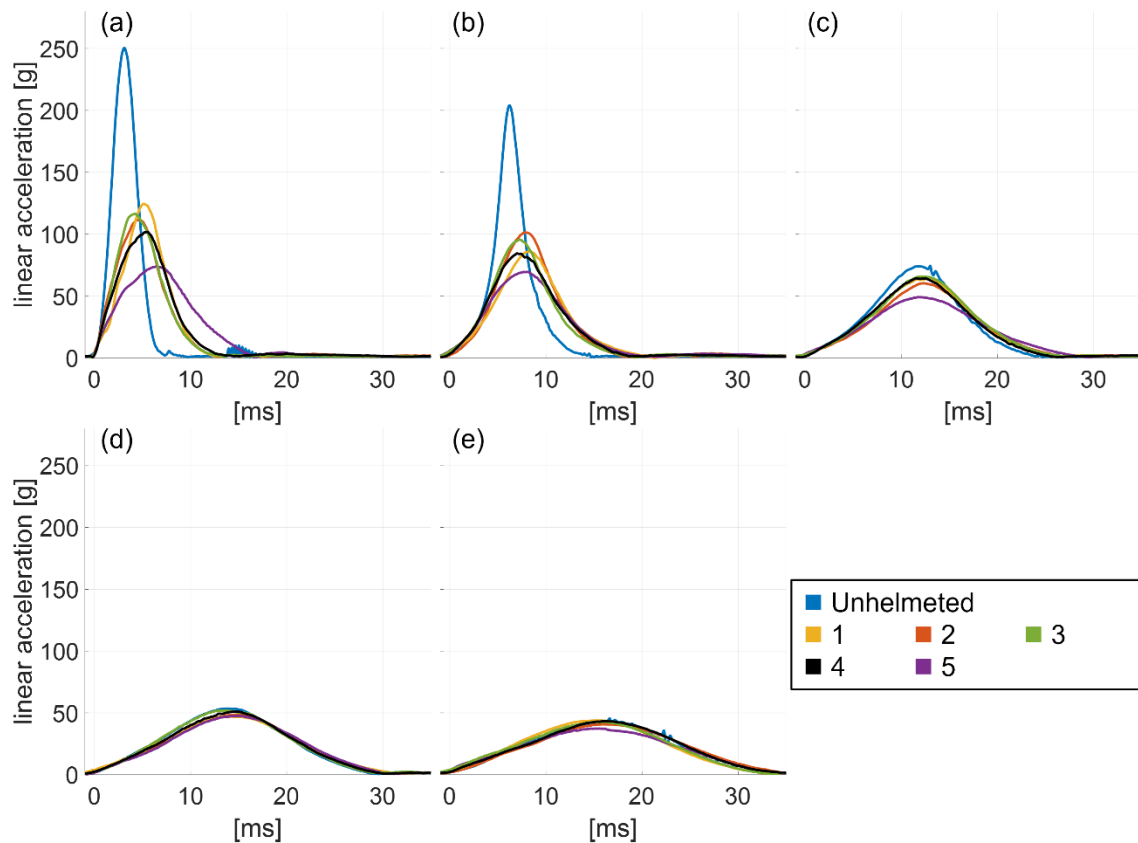 (a) (b) (c)
linear acceleration [g]
250
200
150
100
50
0
0 10 20 30 0 10 20 30 0 10 20 30
[ms] [ms] [ms]
(d) (e)
linear acceleration [g]
250
200
150
100
50
0
0 10 20 30 0 10 20 30
[ms] [ms]
Unhelmeted
1 2 3
4 5